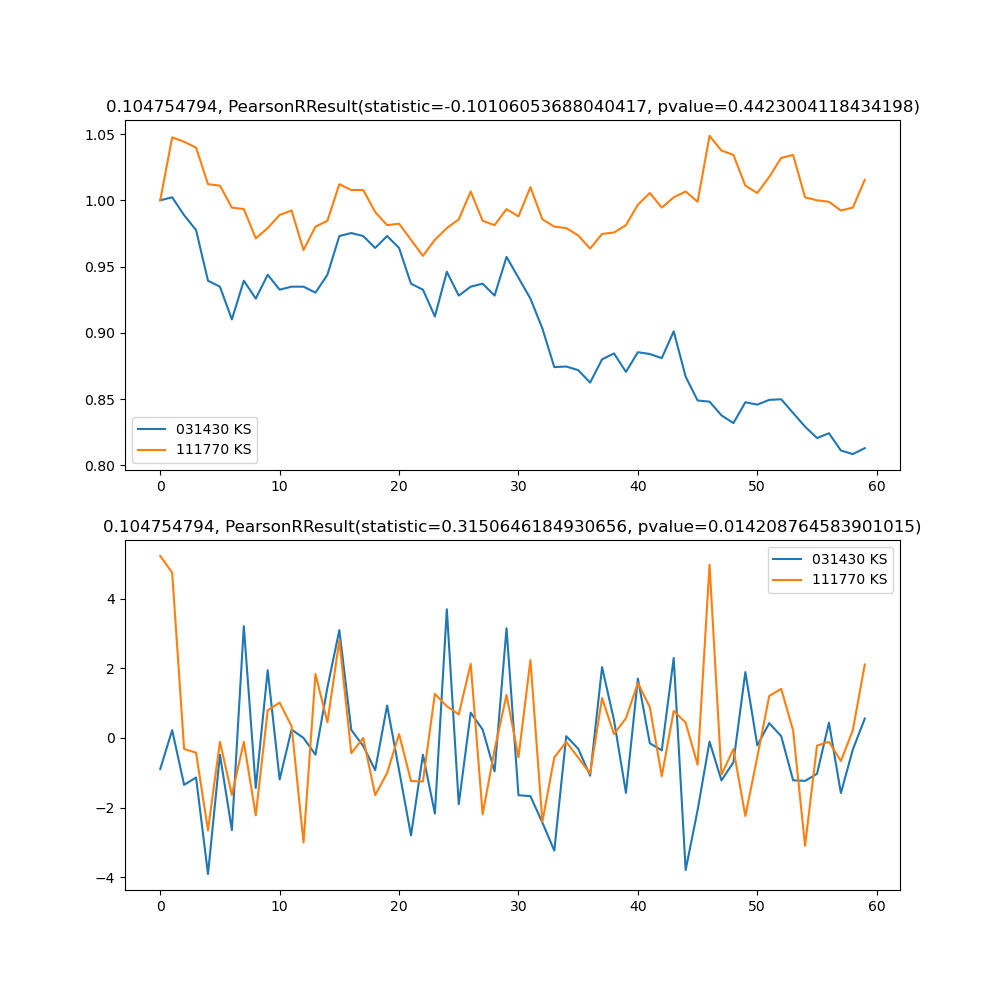 0.104754794, PearsonRResult(statistic=-0.10106053688040417, pvalue=0.4423004118434198)
1.05
1.00
0.95
0.90
0.85
0.80
031430 KS
111770 KS
0 10 20 30 40 50 60
0.104754794, PearsonRResult(statistic=0.3150646184930656, pvalue=0.014208764583901015)
031430 KS
111770 KS
4
2
0
−2
−4
0 10 20 30 40 50 60